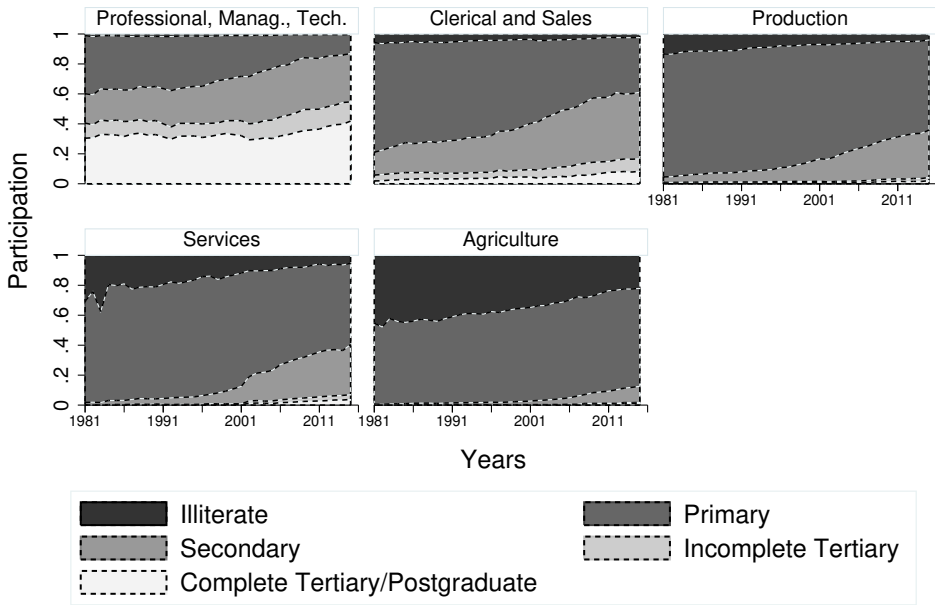 Professional, Manag., Tech.
Clerical and Sales
Production
1
.8
.6
.4
.2
0
1981 1991 2001 2011
Participation
Services
Agriculture
1
.8
.6
.4
.2
0
1981 1991 2001 2011
1981 1991 2001 2011
Years
Illiterate
Primary
Secondary
Incomplete Tertiary
Complete Tertiary/Postgraduate